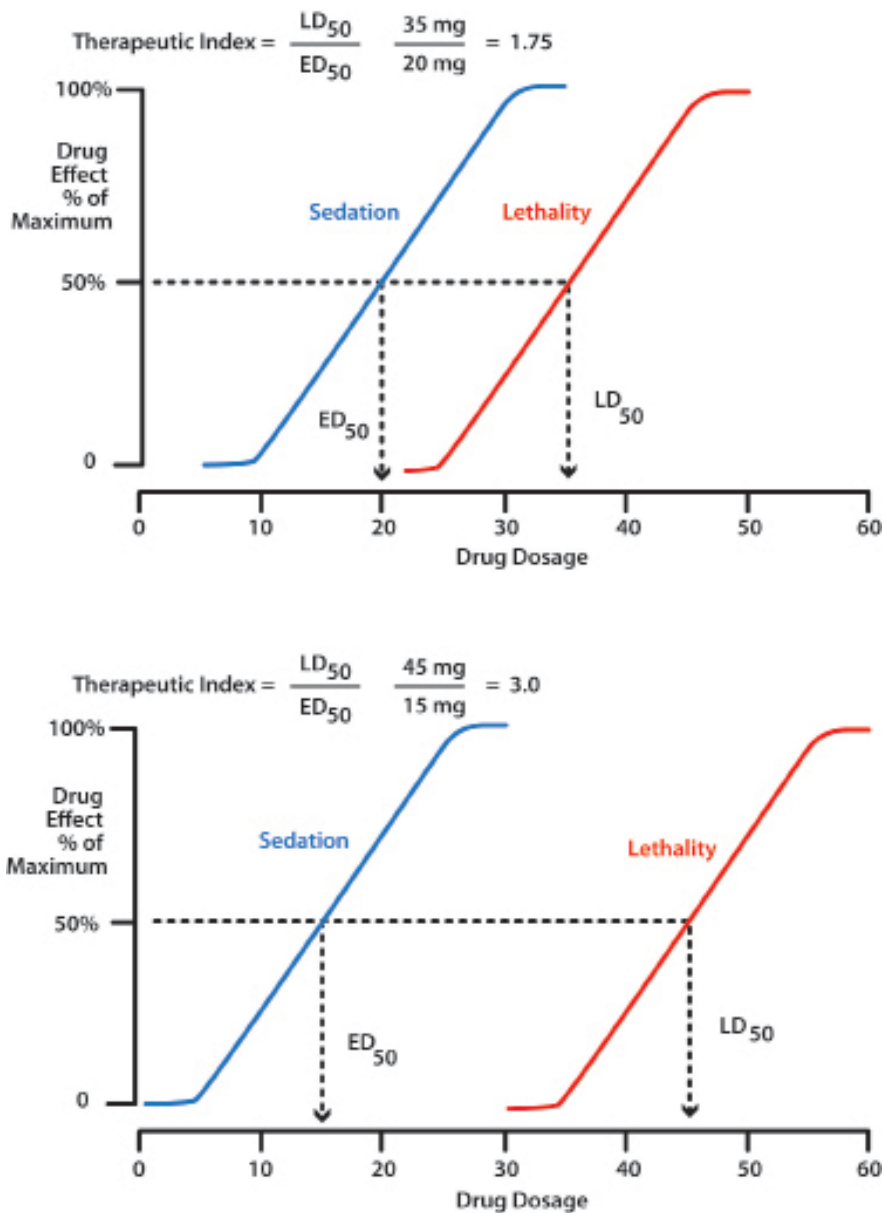 Therapeutic Index = LD50 / ED50 35 mg / 20 mg = 1.75
100%
Drug
Effect
% of
Maximum
Sedation
Lethality
50%
ED50
LD50
0
0 10 20 30 40 50 60
Drug Dosage
Therapeutic Index = LD50 / ED50 45 mg / 15 mg = 3.0
100%
Drug
Effect
% of
Maximum
Sedation
Lethality
50%
ED50
LD50
0
0 10 20 30 40 50 60
Drug Dosage